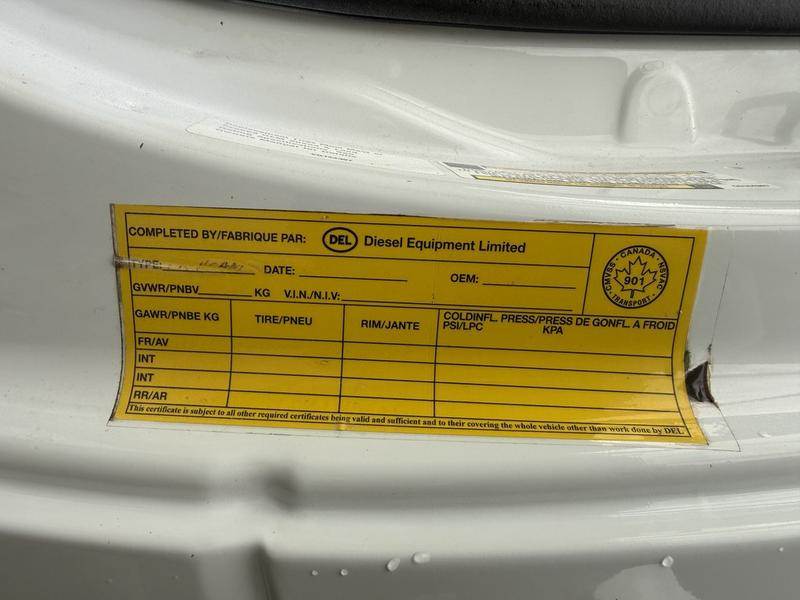 COMPLETED BY/FABRIQUE PAR: DEL Diesel Equipment Limited
TYPE: DATE: OEM:
GVWR/PNBV KG V.I.N./N.I.V:
CMVSS · CANADA · NSVAC
901
TRANSPORT
GAWR/PNBE KG TIRE/PNEU RIM/JANTE COLDINFL. PRESS/PRESS DE GONFL. A FROID
PSI/LPC KPA
FR/AV
INT
INT
RR/AR
This certificate is subject to all other required certificates being valid and sufficient and to their covering the whole vehicle other than work done by DEL